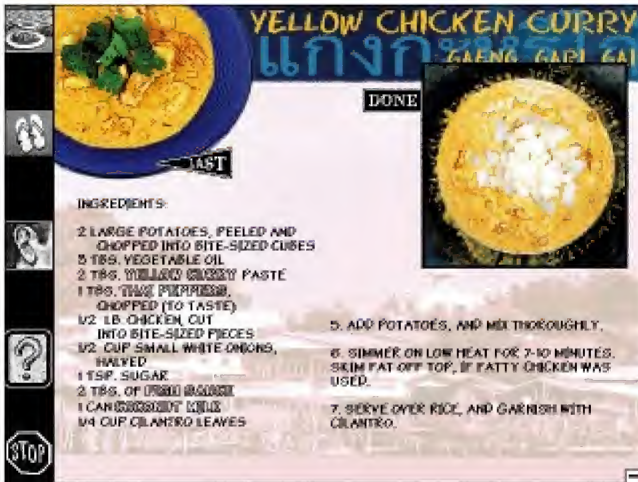 YELLOW CHICKEN CURRY
GAENG GARI GAI
DONE
LAST
INGREDIENTS:
2 LARGE POTATOES, PEELED AND
CHOPPED INTO BITE-SIZED CUBES
3 TBS. VEGETABLE OIL
2 TBS. YELLOW CURRY PASTE
1 TBS. THAI PEPPERS,
CHOPPED (TO TASTE)
1/2 LB. CHICKEN, CUT
INTO BITE-SIZED PIECES
1/2 CUP SMALL WHITE ONIONS,
HALVED
1 TSP. SUGAR
2 TBS. OF FISH SAUCE
1 CAN COCONUT MILK
1/4 CUP CILANTRO LEAVES
5. ADD POTATOES, AND MIX THOROUGHLY.
6. SIMMER ON LOW HEAT FOR 7-10 MINUTES.
SKIM FAT OFF TOP, IF FATTY CHICKEN WAS
USED.
7. SERVE OVER RICE, AND GARNISH WITH
CILANTRO.
STOP